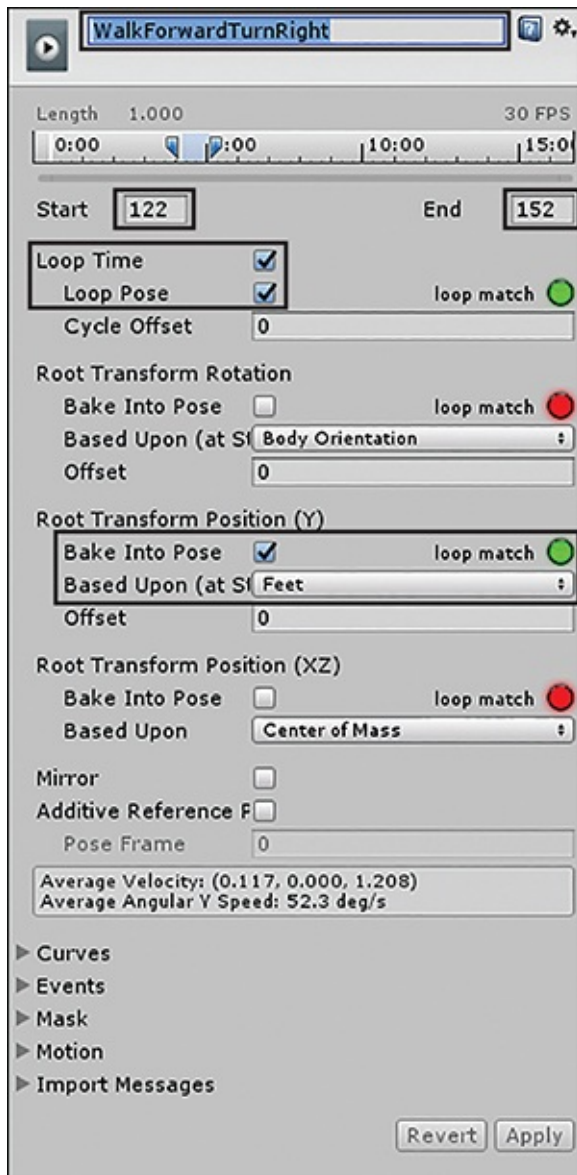 WalkForwardTurnRight
Length 1.000 30 FPS
0:00 :00 10:00 15:0
Start 122 End 152
Loop Time
Loop Pose loop match
Cycle Offset 0
Root Transform Rotation
Bake Into Pose loop match
Based Upon (at St Body Orientation
Offset 0
Root Transform Position (Y)
Bake Into Pose loop match
Based Upon (at St Feet
Offset 0
Root Transform Position (XZ)
Bake Into Pose loop match
Based Upon Center of Mass
Mirror
Additive Reference P
Pose Frame 0
Average Velocity: (0.117, 0.000, 1.208)
Average Angular Y Speed: 52.3 deg/s
Curves
Events
Mask
Motion
Import Messages
Revert Apply